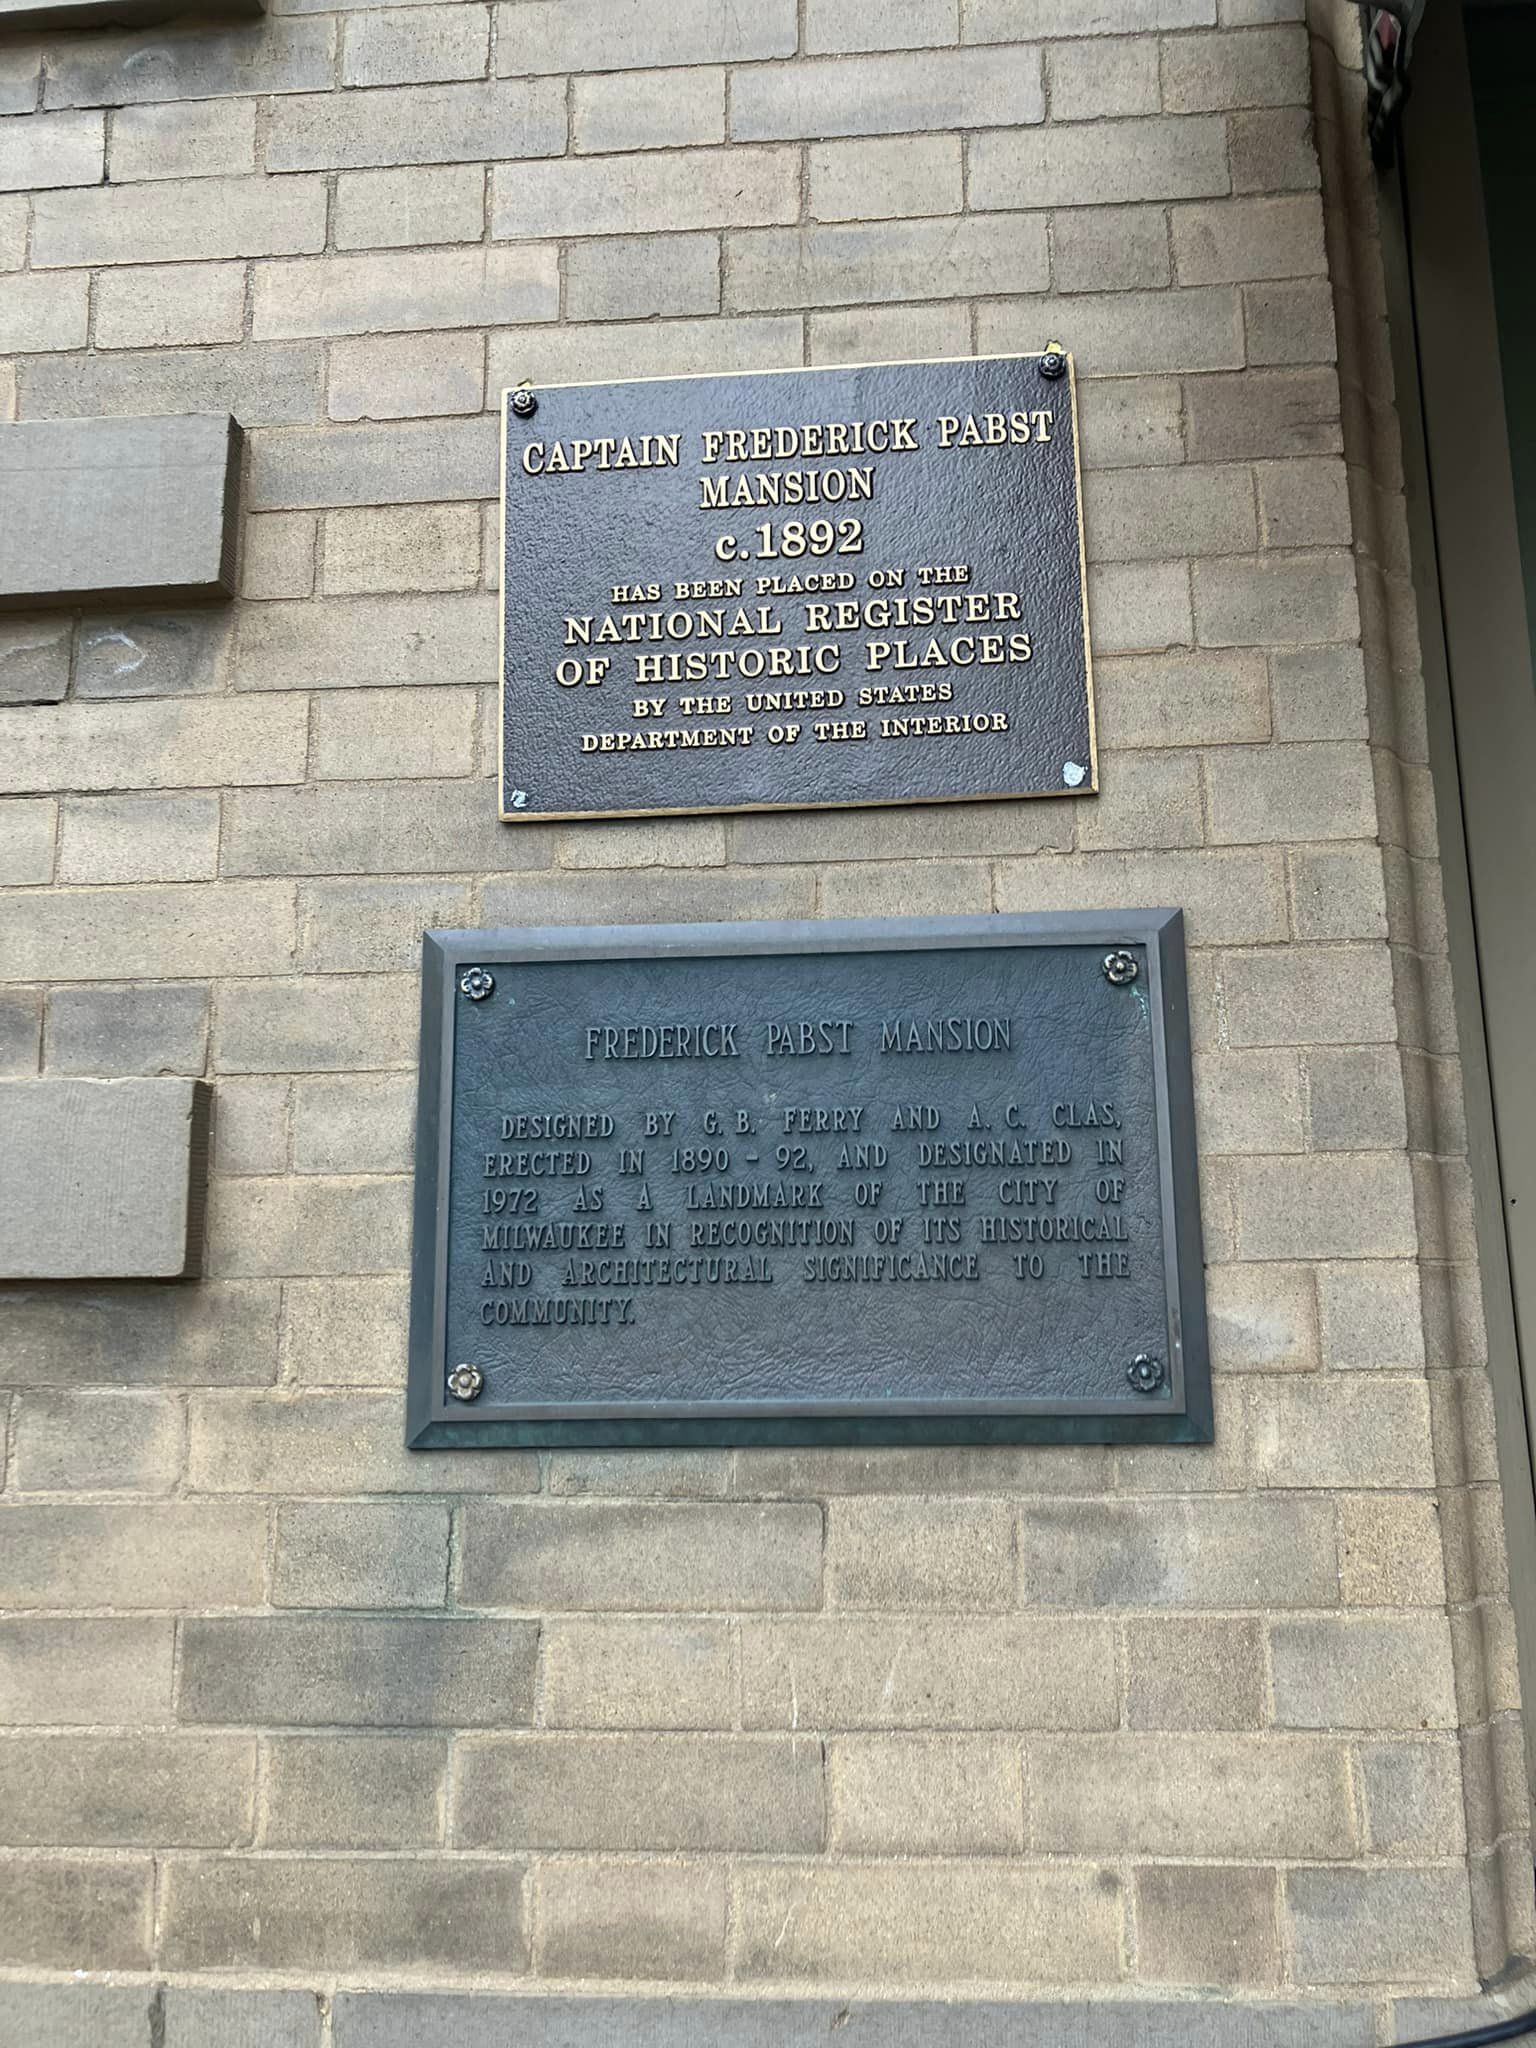 CAPTAIN FREDERICK PABST
MANSION
c.1892
HAS BEEN PLACED ON THE
NATIONAL REGISTER
OF HISTORIC PLACES
BY THE UNITED STATES
DEPARTMENT OF THE INTERIOR
FREDERICK PABST MANSION
DESIGNED BY G. B. FERRY AND A. C. CLAS,
ERECTED IN 1890 - 92, AND DESIGNATED IN
1972 AS A LANDMARK OF THE CITY OF
MILWAUKEE IN RECOGNITION OF ITS HISTORICAL
AND ARCHITECTURAL SIGNIFICANCE TO THE
COMMUNITY.